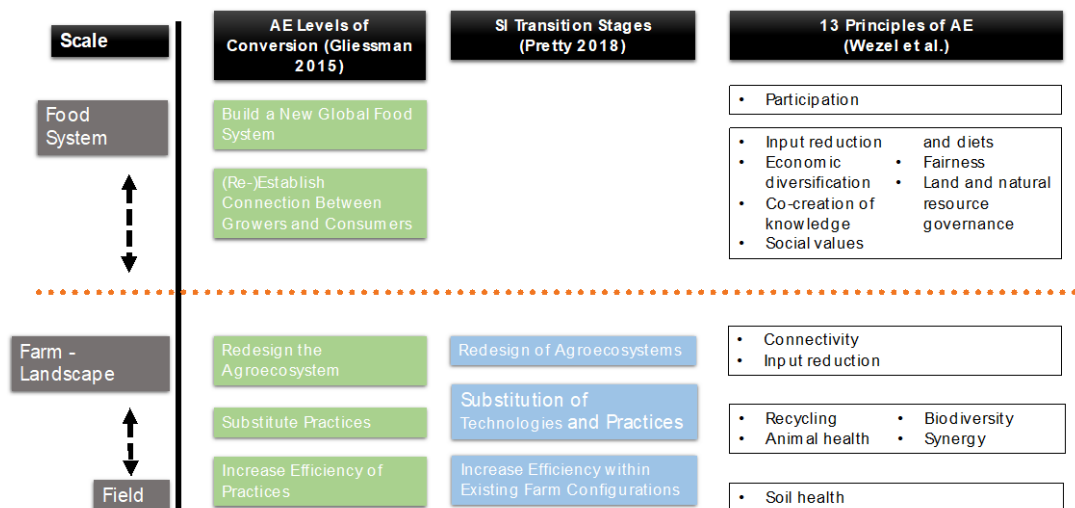 Scale
AE Levels of
Conversion (Gliessman
2015)
SI Transition Stages
(Pretty 2018)
13 Principles of AE
(Wezel et al.)
Food
System
Build a New Global Food
System
(Re-)Establish
Connection Between
Growers and Consumers
• Participation
• Input reduction
• Economic
diversification
• Co-creation of
knowledge
• Social values
and diets
• Fairness
• Land and natural
resource
governance
Farm -
Landscape
Redesign the
Agroecosystem
Redesign of Agroecosystems
• Connectivity
• Input reduction
Substitute Practices
Substitution of
Technologies and Practices
• Recycling
• Animal health
• Biodiversity
• Synergy
Field
Increase Efficiency of
Practices
Increase Efficiency within
Existing Farm Configurations
• Soil health